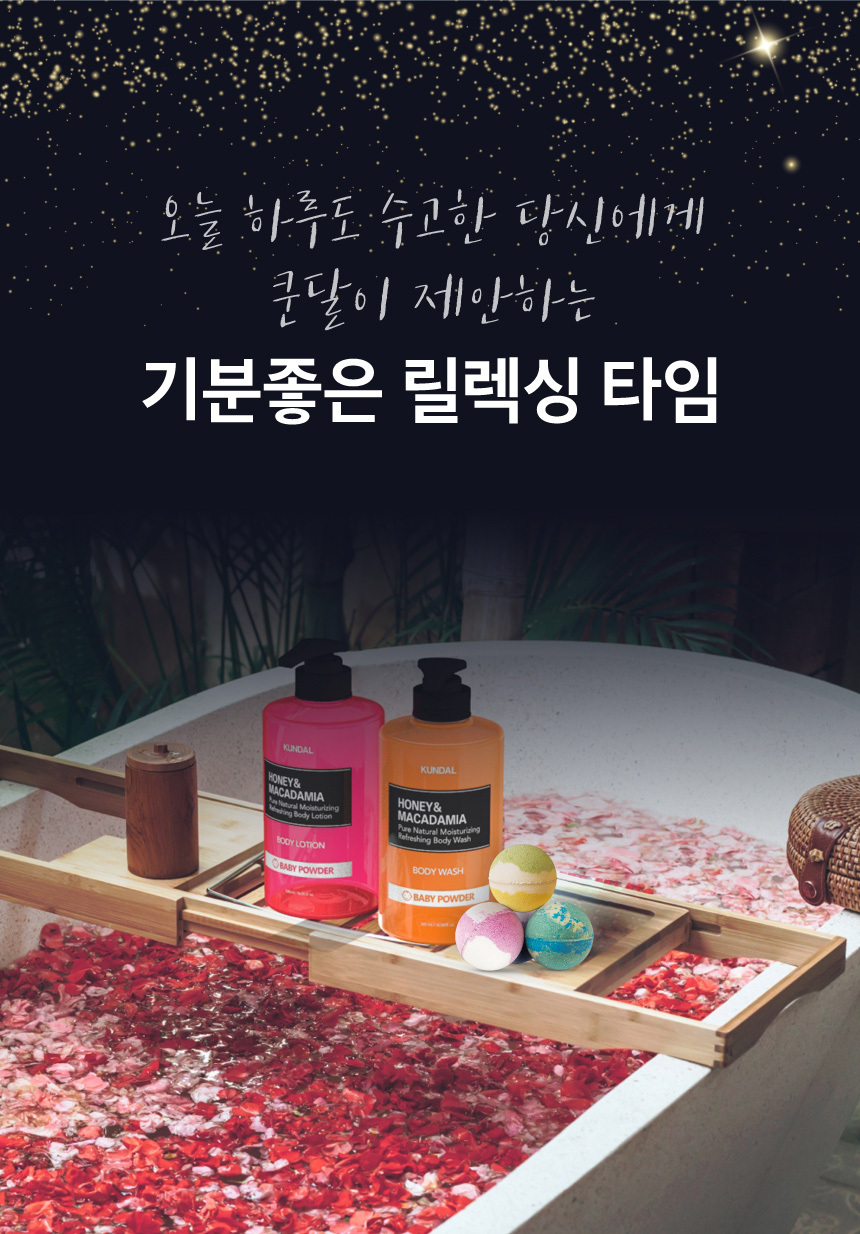 오늘 하루도 수고한 당신에게
쿤달이 제안하는
기분좋은 릴렉싱 타임
KUNDAL
HONEY&
MACADAMIA
Pure Natural Moisturizing
Refreshing Body Lotion
BODY LOTION
BABY POWDER
KUNDAL
HONEY&
MACADAMIA
Pure Natural Moisturizing
Refreshing Body Wash
BODY WASH
BABY POWDER